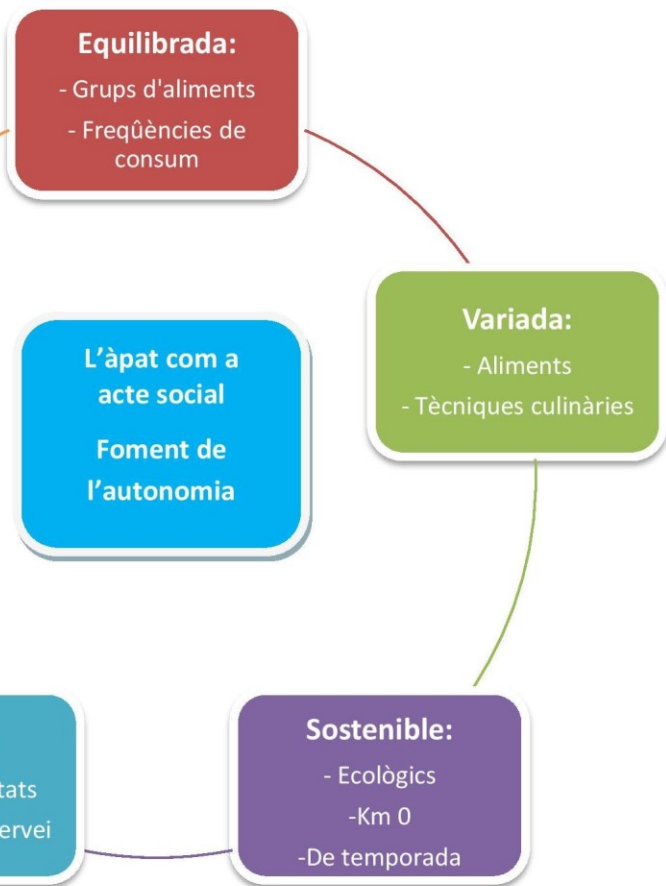 Equilibrada:
- Grups d'aliments
- Freqûències de
consum
Variada:
- Aliments
- Tècniques culinàries
L’àpat com a
acte social
Foment de
l’autonomia
Sostenible:
- Ecològics
-Km 0
-De temporada
tats
ervei